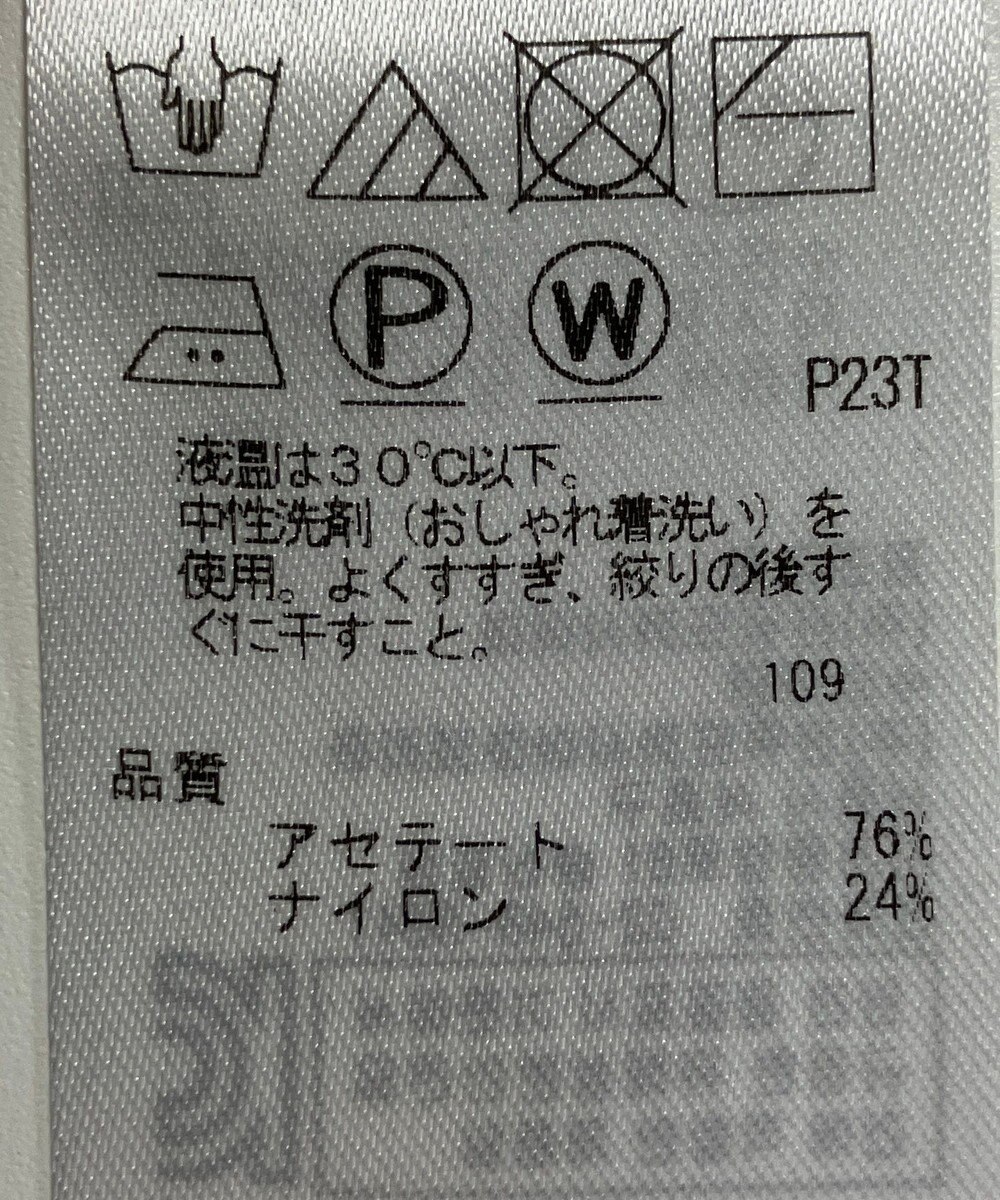 P
W
P23T
液温は30℃以下。
中性洗剤（おしゃれ着洗い）を
使用。よくすすぎ、絞りの後す
ぐに干すこと。
109
品質
アセテート 76%
ナイロン 24%